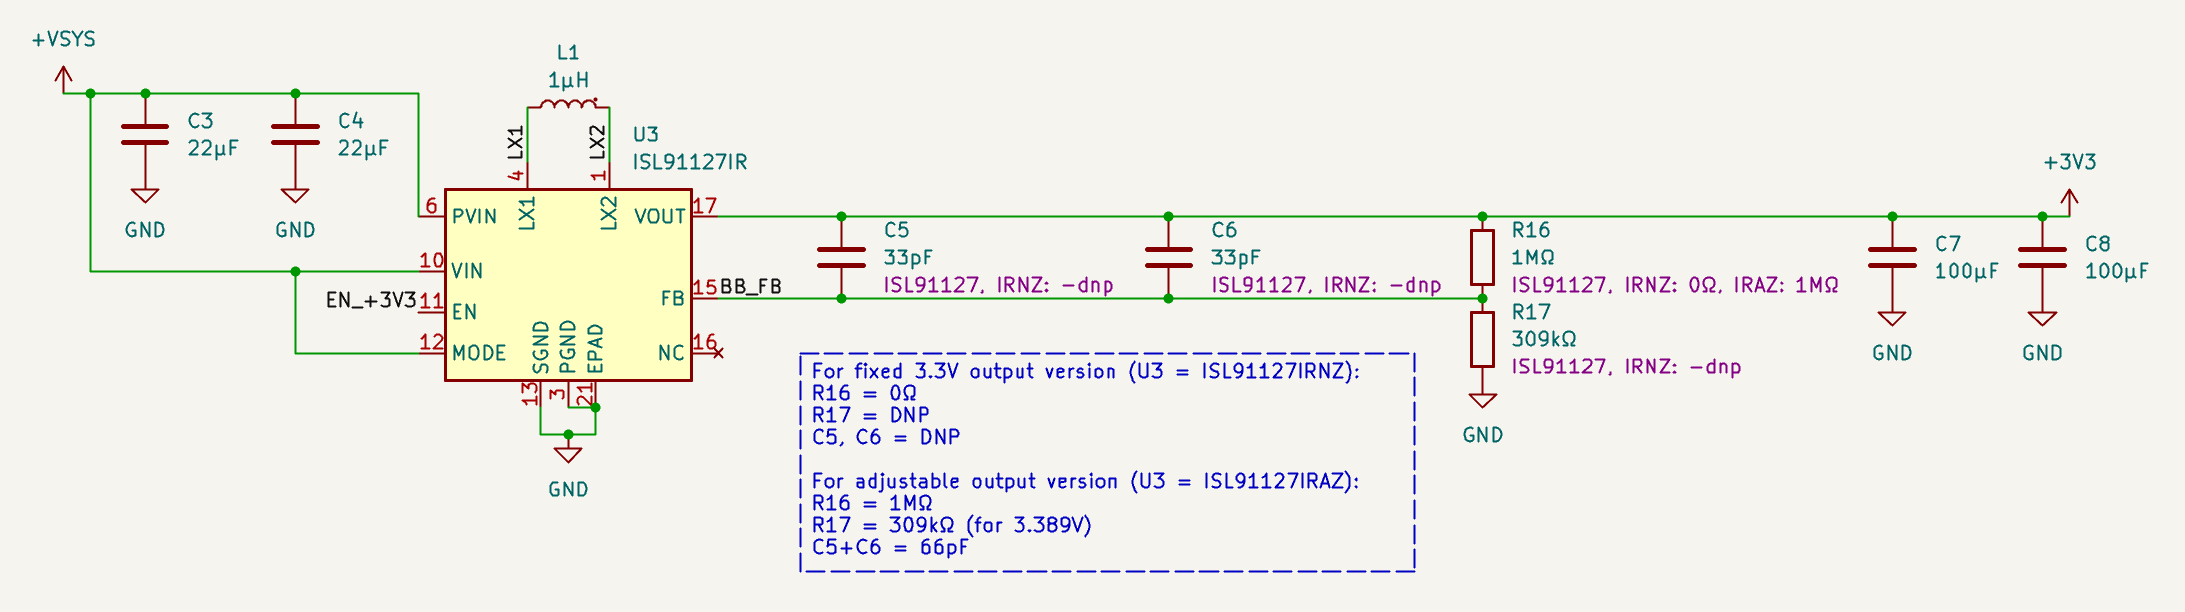 +VSYS
C3
22µF
GND
C4
22µF
GND
L1
1µH
LX1
LX2
U3
ISL91127IR
4
1
6
PVIN
LX1
LX2
VOUT
17
10
VIN
EN_+3V3
11
EN
12
MODE
15
FB
BB_FB
16
NC
SGND
PGND
EPAD
13
3
21
GND
C5
33pF
ISL91127, IRNZ: -dnp
C6
33pF
ISL91127, IRNZ: -dnp
R16
1MΩ
ISL91127, IRNZ: 0Ω, IRAZ: 1MΩ
R17
309kΩ
ISL91127, IRNZ: -dnp
GND
+3V3
C7
100µF
GND
C8
100µF
GND
For fixed 3.3V output version (U3 = ISL91127IRNZ):
R16 = 0Ω
R17 = DNP
C5, C6 = DNP
For adjustable output version (U3 = ISL91127IRAZ):
R16 = 1MΩ
R17 = 309kΩ (for 3.389V)
C5+C6 = 66pF